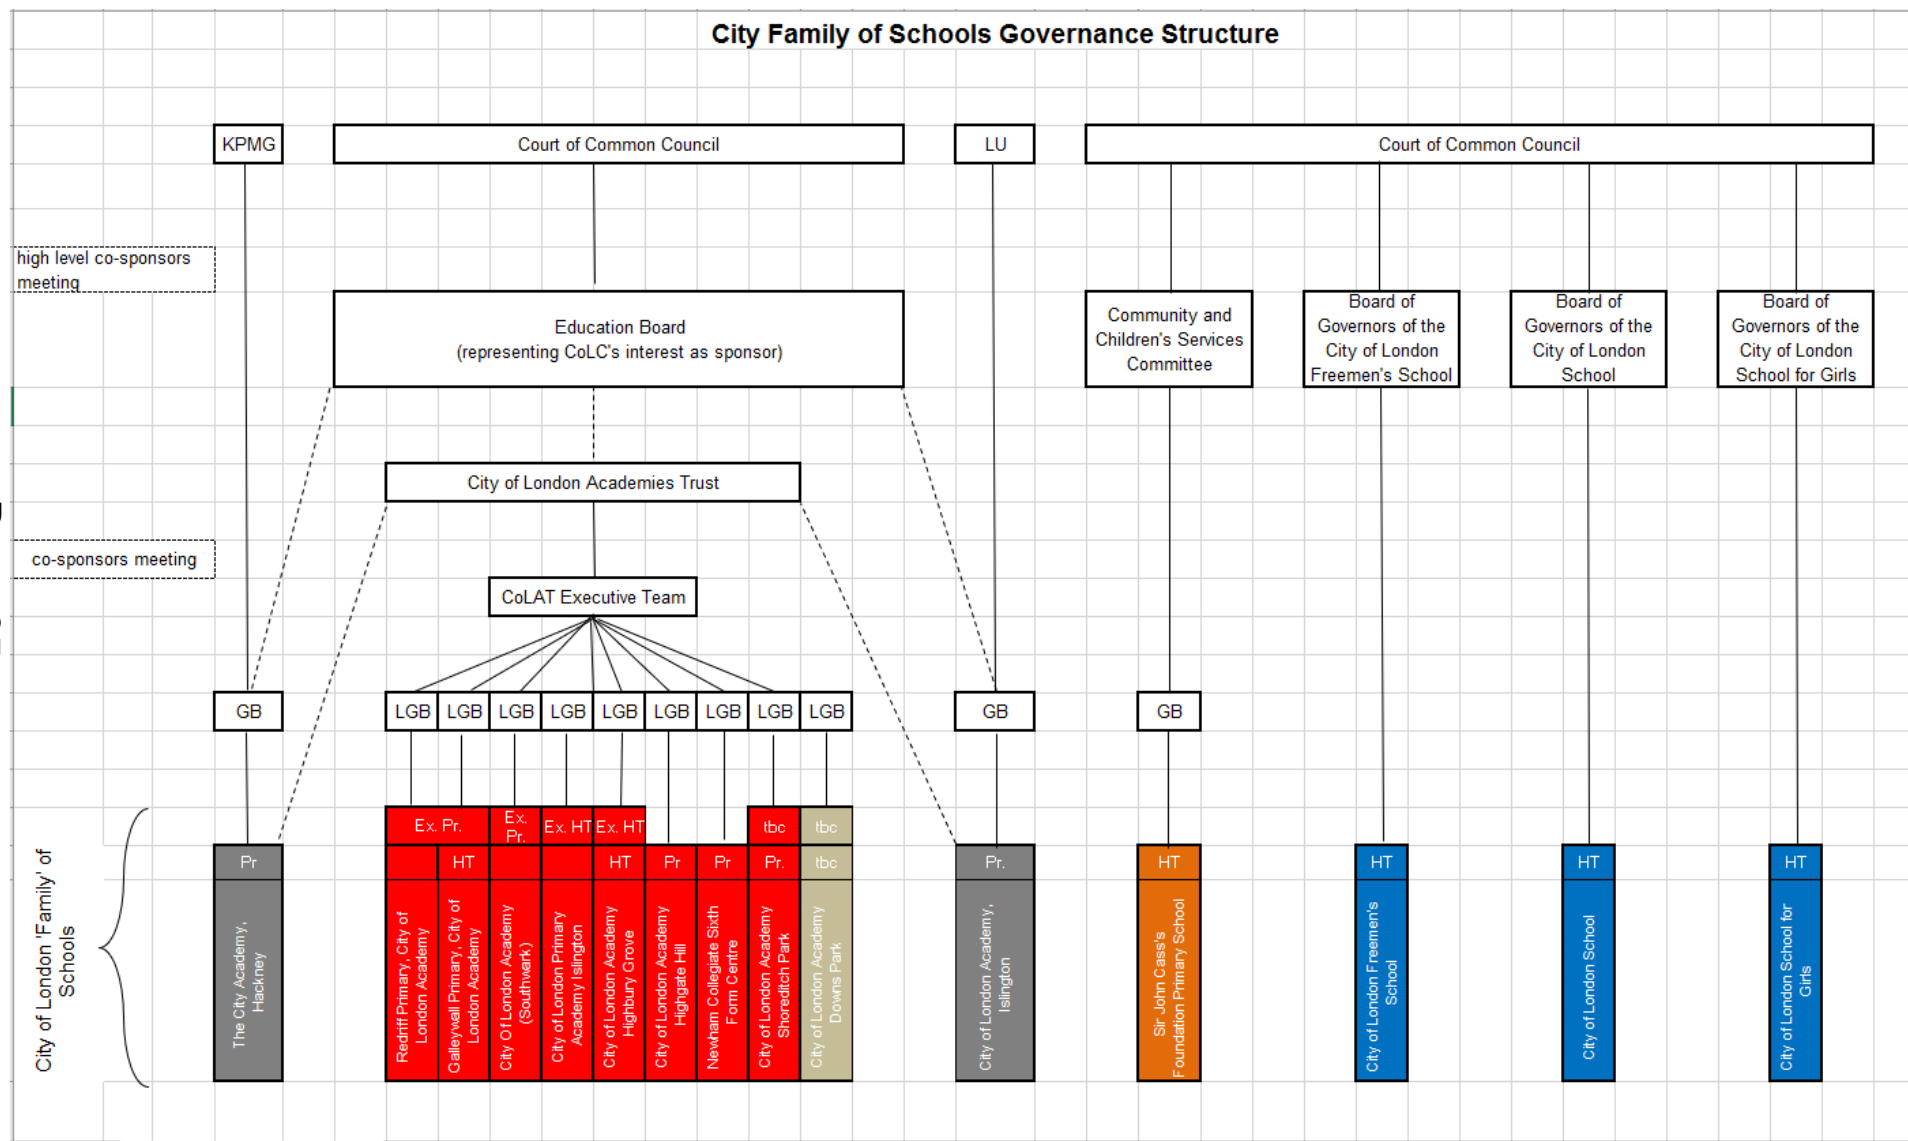 City Family of Schools Governance Structure
KPMG
Court of Common Council
LU
Court of Common Council
high level co-sponsors
meeting
Education Board
(representing CoLC's interest as sponsor)
Community and
Children's Services
Committee
Board of
Governors of the
City of London
Freemen's School
Board of
Governors of the
City of London
School
Board of
Governors of the
City of London
School for Girls
City of London Academies Trust
co-sponsors meeting
CoLAT Executive Team
GB
LGB
LGB
LGB
LGB
LGB
LGB
LGB
LGB
LGB
GB
GB
Ex. Pr.
Ex.
Pr.
Ex. HT
Ex. HT
tbc
tbc
Pr
HT
HT
Pr
Pr
Pr.
tbc
Pr.
HT
HT
HT
HT
City of London 'Family' of
Schools
The City Academy,
Hackney
Redriff Primary, City of
London Academy
Galleywall Primary, City of
London Academy
City Of London Academy
(Southwark)
City of London Primary
Academy Islington
City of London Academy
Highbury Grove
City of London Academy
Highgate Hill
Newham Collegiate Sixth
Form Centre
City of London Academy
Shoreditch Park
City of London Academy
Downs Park
City of London Academy,
Islington
Sir John Cass's
Foundation Primary School
City of London Freemen's
School
City of London School
City of London School for
Girls